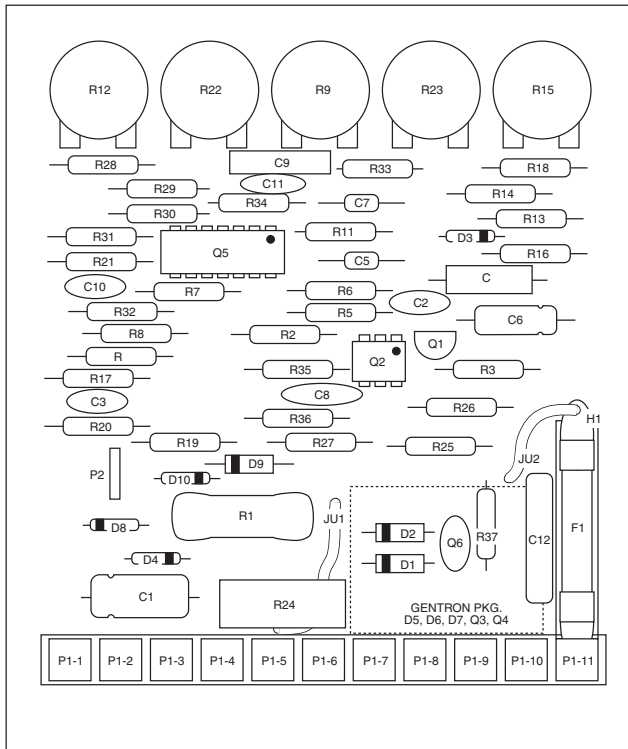 R12 R22 R9 R23 R15
R28 C9 R33 R18
R29 C11 R14
R30 R34 C7 R13
R31 Q5 R11 D3
R21 C5 R16
C10 R7 R6 C2 C
R32 R5 C6
R8 R2 Q1
R Q2
R17 R35 R3
C3 C8 R26
R20 R36 H1
R19 R27 R25
P2 D10 D9 JU2
D8 R1 JU1 D2 Q6 R37 C12 F1
D4 D1
C1 R24 GENTRON PKG.
D5, D6, D7, Q3, Q4
P1-1 P1-2 P1-3 P1-4 P1-5 P1-6 P1-7 P1-8 P1-9 P1-10 P1-11